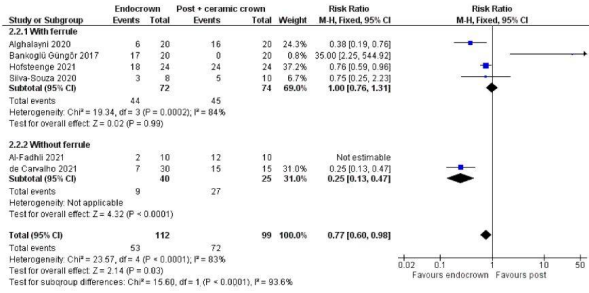 Endocrown Post + ceramic crown Risk Ratio Risk Ratio
Study or Subgroup Events Total Events Total Weight M-H, Fixed, 95% CI M-H, Fixed, 95% CI
2.2.1 With ferrule
Alghalayni 2020 6 20 16 20 24.3% 0.38 [0.19, 0.76]
Bankoğlu Güngör 2017 17 20 0 20 0.8% 35.00 [2.25, 544.92]
Hofsteenge 2021 18 24 24 24 37.2% 0.76 [0.59, 0.96]
Silva-Souza 2020 3 8 5 10 6.7% 0.75 [0.25, 2.23]
Subtotal (95% CI) 72 74 69.0% 1.00 [0.76, 1.31]
Total events 44 45
Heterogeneity: Chi² = 19.34, df = 3 (P = 0.0002); I² = 84%
Test for overall effect: Z = 0.02 (P = 0.99)
2.2.2 Without ferrule
Al-Fadhli 2021 2 10 12 10 Not estimable
de Carvalho 2021 7 30 15 15 31.0% 0.25 [0.13, 0.47]
Subtotal (95% CI) 40 25 31.0% 0.25 [0.13, 0.47]
Total events 9 27
Heterogeneity: Not applicable
Test for overall effect: Z = 4.32 (P < 0.0001)
Total (95% CI) 112 99 100.0% 0.77 [0.60, 0.98]
Total events 53 72
Heterogeneity: Chi² = 23.57, df = 4 (P < 0.0001); I² = 83%
Test for overall effect: Z = 2.14 (P = 0.03)
Test for subgroup differences: Chi² = 15.60, df = 1 (P < 0.0001), I² = 93.6%
0.02 0.1 1 10 50
Favours endocrown Favours post